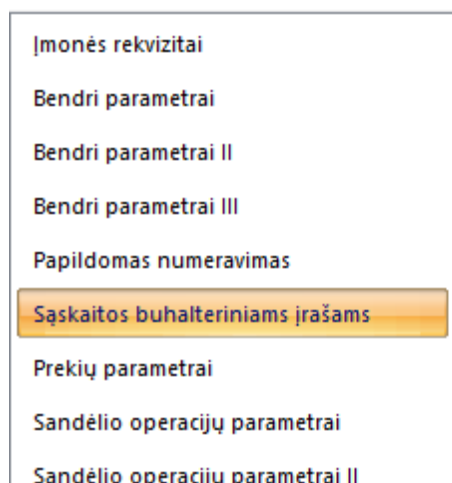 Įmonės rekvizitai
Bendri parametrai
Bendri parametrai II
Bendri parametrai III
Papildomas numeravimas
Sąskaitos buhalteriniams įrašams
Prekių parametrai
Sandėlio operacijų parametrai
Sandėlio operacijų parametrai II